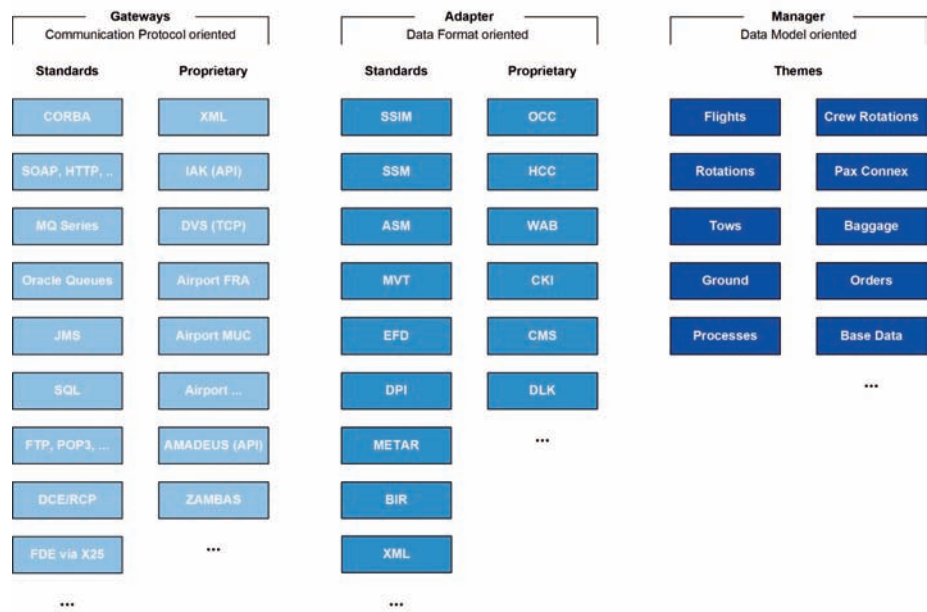 Gateways
Communication Protocol oriented
Standards
Proprietary
CORBA
XML
SOAP, HTTP, ..
IAK (API)
MQ Series
DVS (TCP)
Oracle Queues
Airport FRA
JMS
Airport MUC
SQL
Airport ...
FTP, POP3, ...
AMADEUS (API)
DCE/RCP
ZAMBAS
FDE via X25
...
...
Adapter
Data Format oriented
Standards
Proprietary
SSIM
OCC
SSM
HCC
ASM
WAB
MVT
CKI
EFD
CMS
DPI
DLK
METAR
...
BIR
XML
...
Manager
Data Model oriented
Themes
Flights
Crew Rotations
Rotations
Pax Connex
Tows
Baggage
Ground
Orders
Processes
Base Data
...